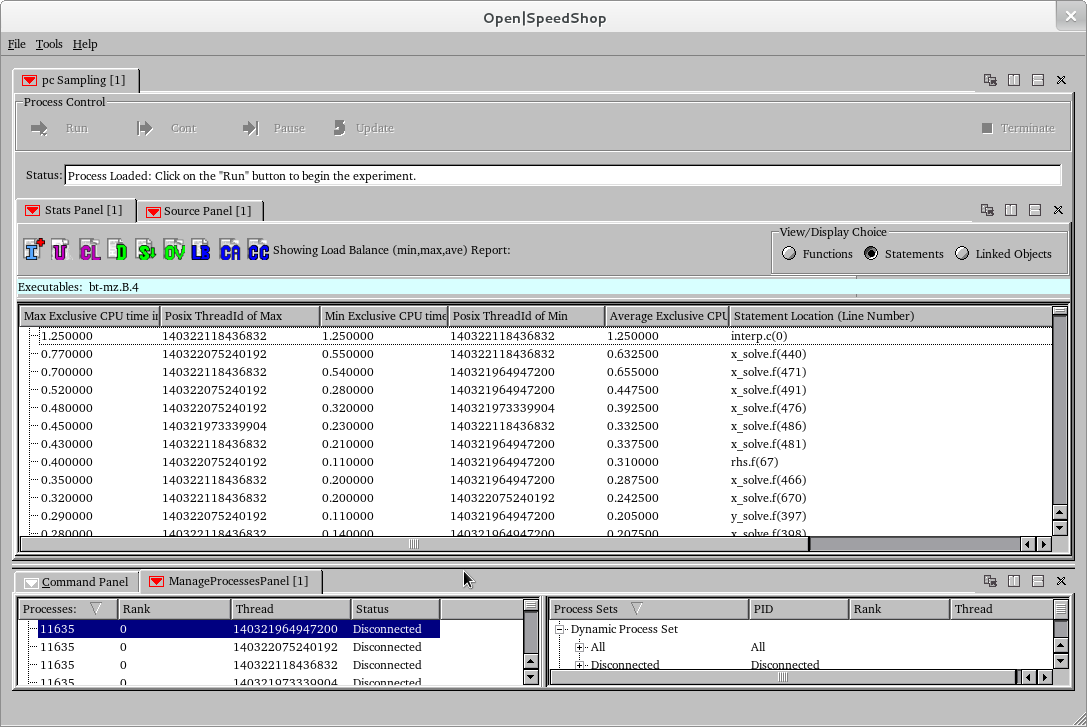 Open|SpeedShop
File Tools Help
pc Sampling [1]
Process Control
Run Cont Pause Update Terminate
Status: Process Loaded: Click on the "Run" button to begin the experiment.
Stats Panel [1] Source Panel [1]
I+ U CL D S↓ OV LB CA CC Showing Load Balance (min,max,ave) Report:
View/Display Choice
Functions Statements Linked Objects
Executables: bt-mz.B.4
Max Exclusive CPU time in Posix ThreadId of Max Min Exclusive CPU time Posix ThreadId of Min Average Exclusive CPU Statement Location (Line Number)
1.250000 140322118436832 1.250000 140322118436832 1.250000 interp.c(0)
0.770000 140322075240192 0.550000 140322118436832 0.632500 x_solve.f(440)
0.700000 140322118436832 0.540000 140321964947200 0.655000 x_solve.f(471)
0.520000 140322075240192 0.280000 140321964947200 0.447500 x_solve.f(491)
0.480000 140322075240192 0.320000 140321973339904 0.392500 x_solve.f(476)
0.450000 140321973339904 0.230000 140322118436832 0.332500 x_solve.f(486)
0.430000 140322118436832 0.210000 140321964947200 0.337500 x_solve.f(481)
0.400000 140322075240192 0.110000 140321964947200 0.310000 rhs.f(67)
0.350000 140322118436832 0.200000 140321964947200 0.287500 x_solve.f(466)
0.320000 140322118436832 0.200000 140322075240192 0.242500 x_solve.f(670)
0.290000 140322075240192 0.110000 140321964947200 0.205000 y_solve.f(397)
0.280000 140322118436832 0.140000 140321964947200 0.207500 x_solve.f(398)
Command Panel ManageProcessesPanel [1]
Processes: Rank Thread Status
11635 0 140321964947200 Disconnected
11635 0 140322075240192 Disconnected
11635 0 140322118436832 Disconnected
11635 0 140321973339904 Disconnected
Process Sets PID Rank Thread
Dynamic Process Set
All All
Disconnected Disconnected